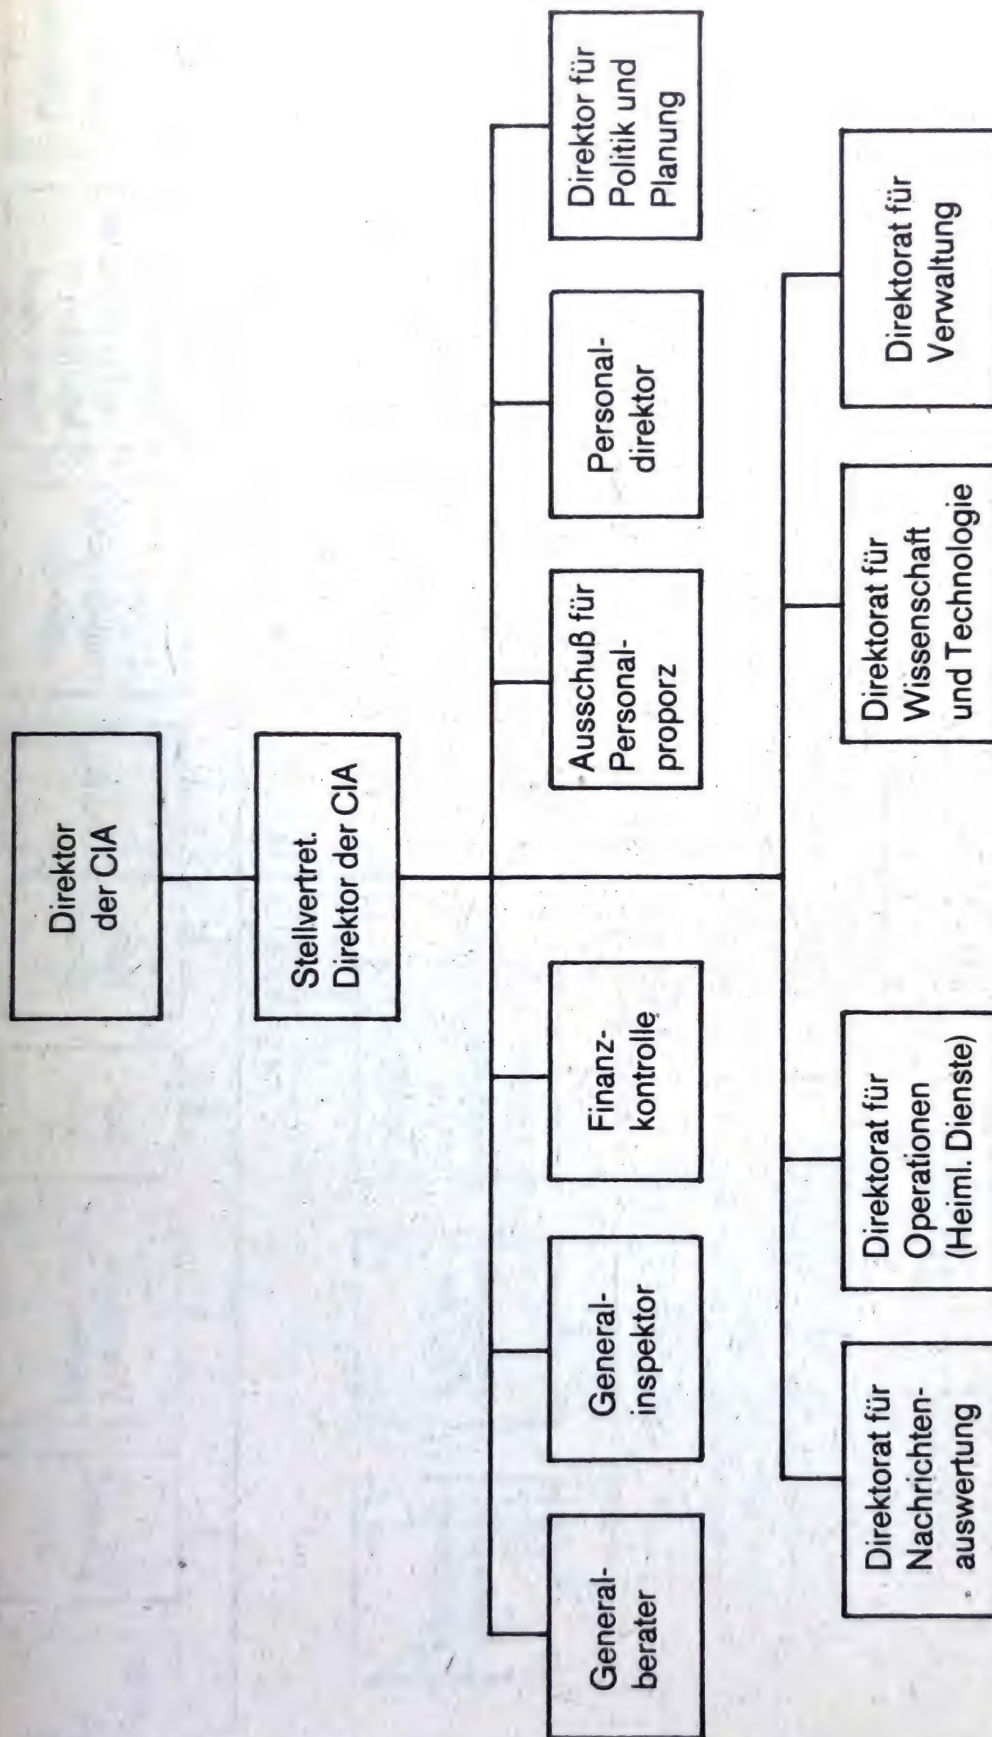 Direktor
der CIA
Stellvertret.
Direktor der CIA
General-
berater
General-
inspektor
Finanz-
kontrolle
Ausschuß für
Personal-
proporz
Personal-
direktor
Direktor für
Politik und
Planung
Direktorat für
Nachrichten-
auswertung
Direktorat für
Operationen
(Heiml. Dienste)
Direktorat für
Wissenschaft
und Technologie
Direktorat für
Verwaltung